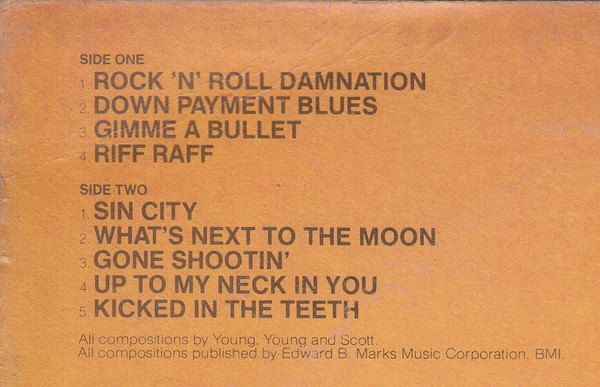 SIDE ONE
1. ROCK 'N' ROLL DAMNATION
2. DOWN PAYMENT BLUES
3. GIMME A BULLET
4. RIFF RAFF
SIDE TWO
1. SIN CITY
2. WHAT'S NEXT TO THE MOON
3. GONE SHOOTIN'
4. UP TO MY NECK IN YOU
5. KICKED IN THE TEETH
All compositions by Young, Young and Scott.
All compositions published by Edward B. Marks Music Corporation, BMI.